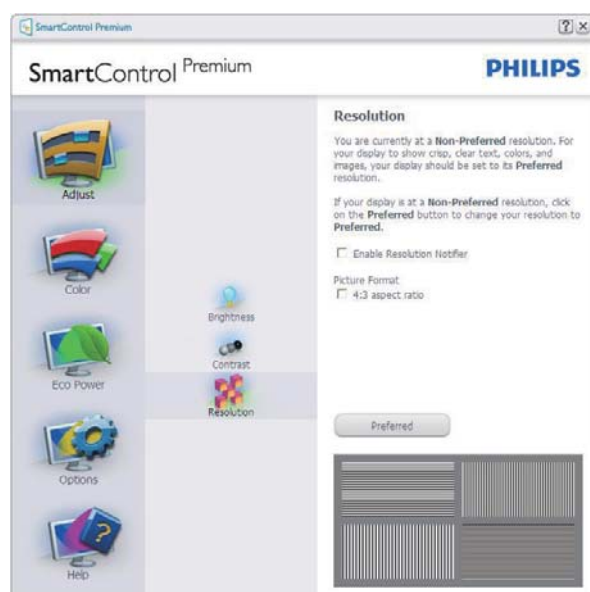 SmartControl Premium
SmartControl Premium
PHILIPS
Adjust
Color
Eco Power
Options
Help
Brightness
Contrast
Resolution
Resolution
You are currently at a Non-Preferred resolution. For
your display to show crisp, clear text, colors, and
images, your display should be set to its Preferred
resolution.
If your display is at a Non-Preferred resolution, click
on the Preferred button to change your resolution to
Preferred.
Enable Resolution Notifier
Picture Format
4:3 aspect ratio
Preferred